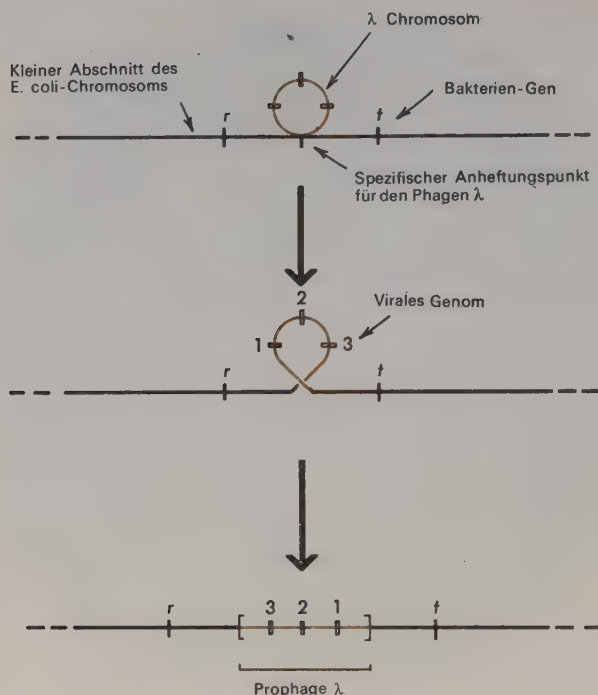 λ Chromosom
Kleiner Abschnitt des
E. coli-Chromosoms
Bakterien-Gen
r
t
Spezifischer Anheftungspunkt
für den Phagen λ
2
Virales Genom
1
3
r
t
r
3
2
1
t
Prophage λ